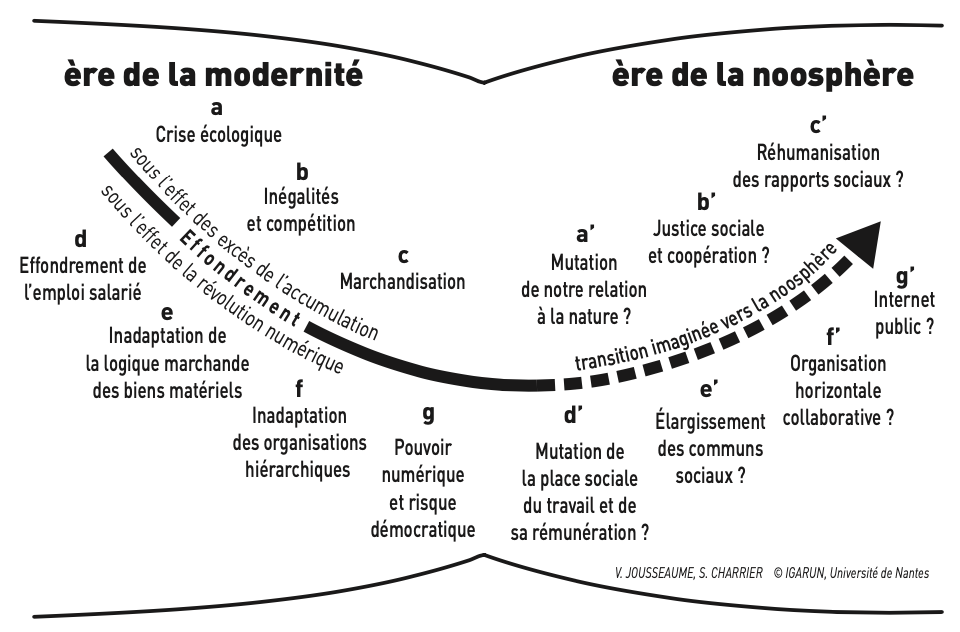 ère de la modernité
a
Crise écologique
b
Inégalités
et compétition
c
Marchandisation
sous l'effet des excès de l'accumulation
Effondrement
sous l'effet de la révolution numérique
d
Effondrement de
l'emploi salarié
e
Inadaptation de
la logique marchande
des biens matériels
f
Inadaptation
des organisations
hiérarchiques
g
Pouvoir
numérique
et risque
démocratique
ère de la noosphère
a'
Mutation
de notre relation
à la nature ?
b'
Justice sociale
et coopération ?
c'
Réhumanisation
des rapports sociaux ?
transition imaginée vers la noosphère
d'
Mutation de
la place sociale
du travail et de
sa rémunération ?
e'
Élargissement
des communs
sociaux ?
f'
Organisation
horizontale
collaborative ?
g'
Internet
public ?
V. JOUSSEAUME, S. CHARRIER © IGARUN, Université de Nantes